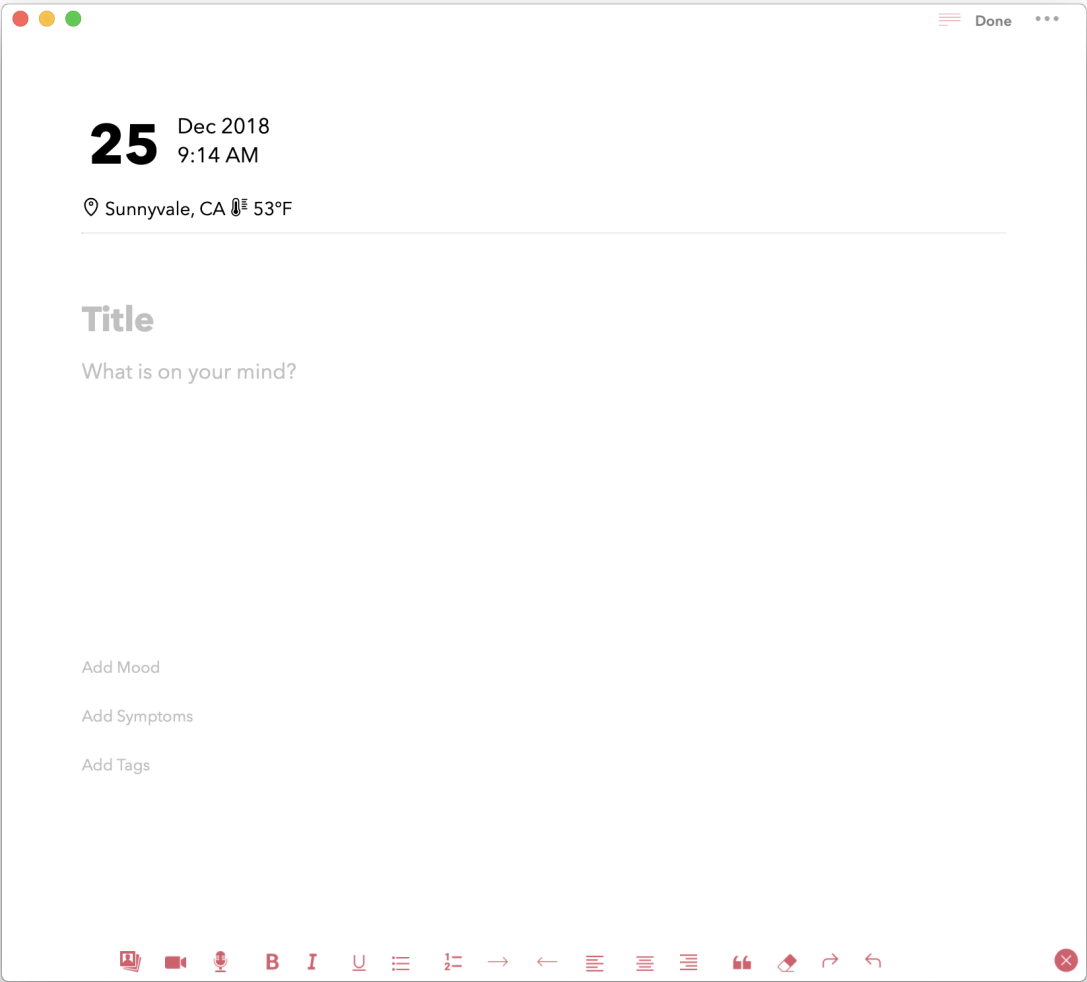 Done
25
Dec 2018
9:14 AM
Sunnyvale, CA 53°F
Title
What is on your mind?
Add Mood
Add Symptoms
Add Tags
B I U